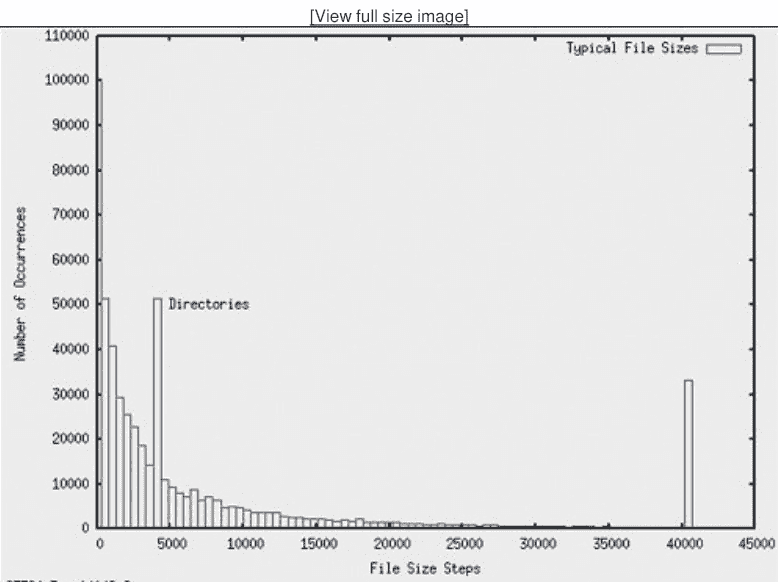 [View full size image]
110000
Typical File Sizes
100000
90000
80000
70000
60000
50000
Directories
40000
30000
20000
10000
0
Number of Occurrences
0 5000 10000 15000 20000 25000 30000 35000 40000 45000
File Size Steps